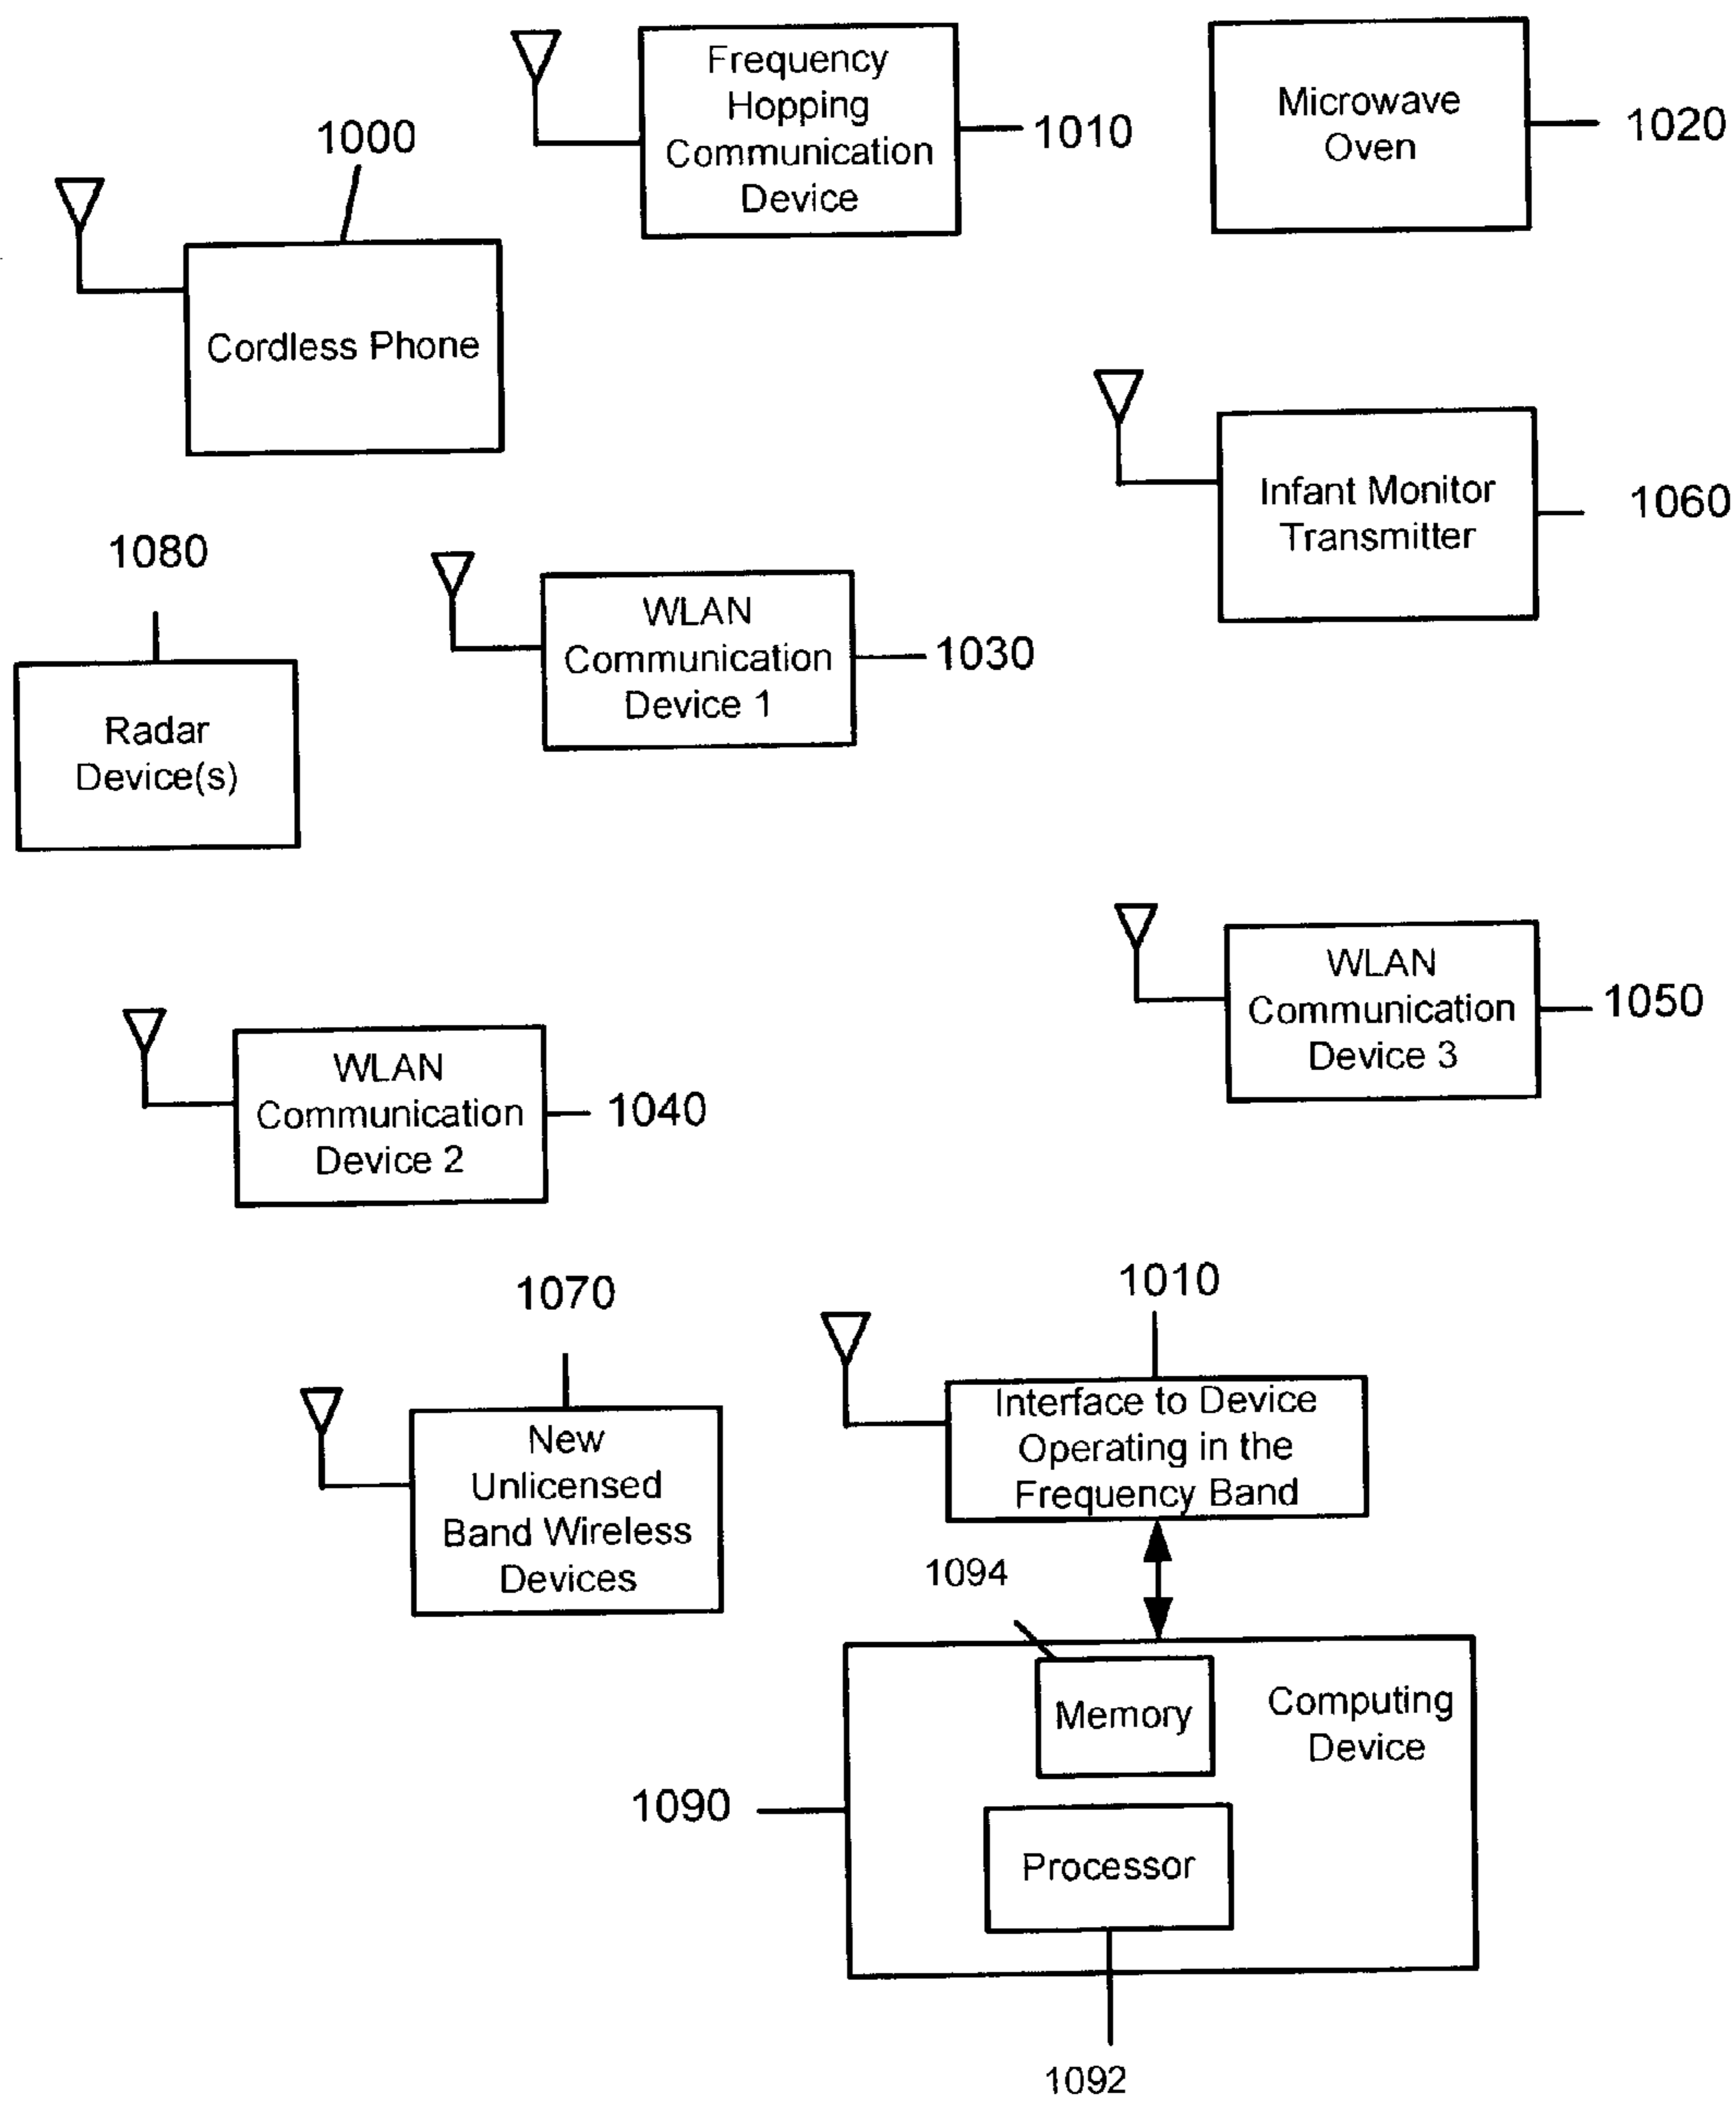 Frequency
Hopping
Communication
Device
1010
Microwave
Oven
1020
1000
Cordless Phone
Infant Monitor
Transmitter
1060
1080
Radar
Device(s)
WLAN
Communication
Device 1
1030
WLAN
Communication
Device 3
1050
WLAN
Communication
Device 2
1040
1070
New
Unlicensed
Band Wireless
Devices
1010
Interface to Device
Operating in the
Frequency Band
1094
Memory
Computing
Device
1090
Processor
1092